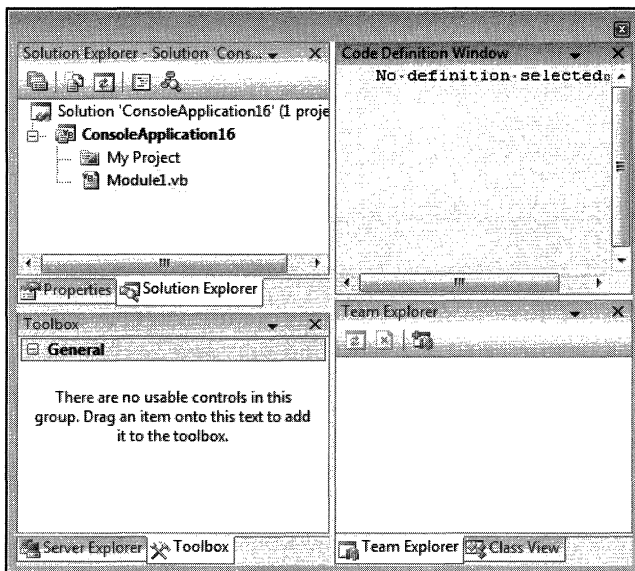 Solution Explorer - Solution 'Cons...
Solution 'ConsoleApplication16' (1 proje
ConsoleApplication16
My Project
Module1.vb
Properties
Solution Explorer
Code Definition Window
No·definition·selected
Toolbox
General
There are no usable controls in this
group. Drag an item onto this text to add
it to the toolbox.
Server Explorer
Toolbox
Team Explorer
Team Explorer
Class View